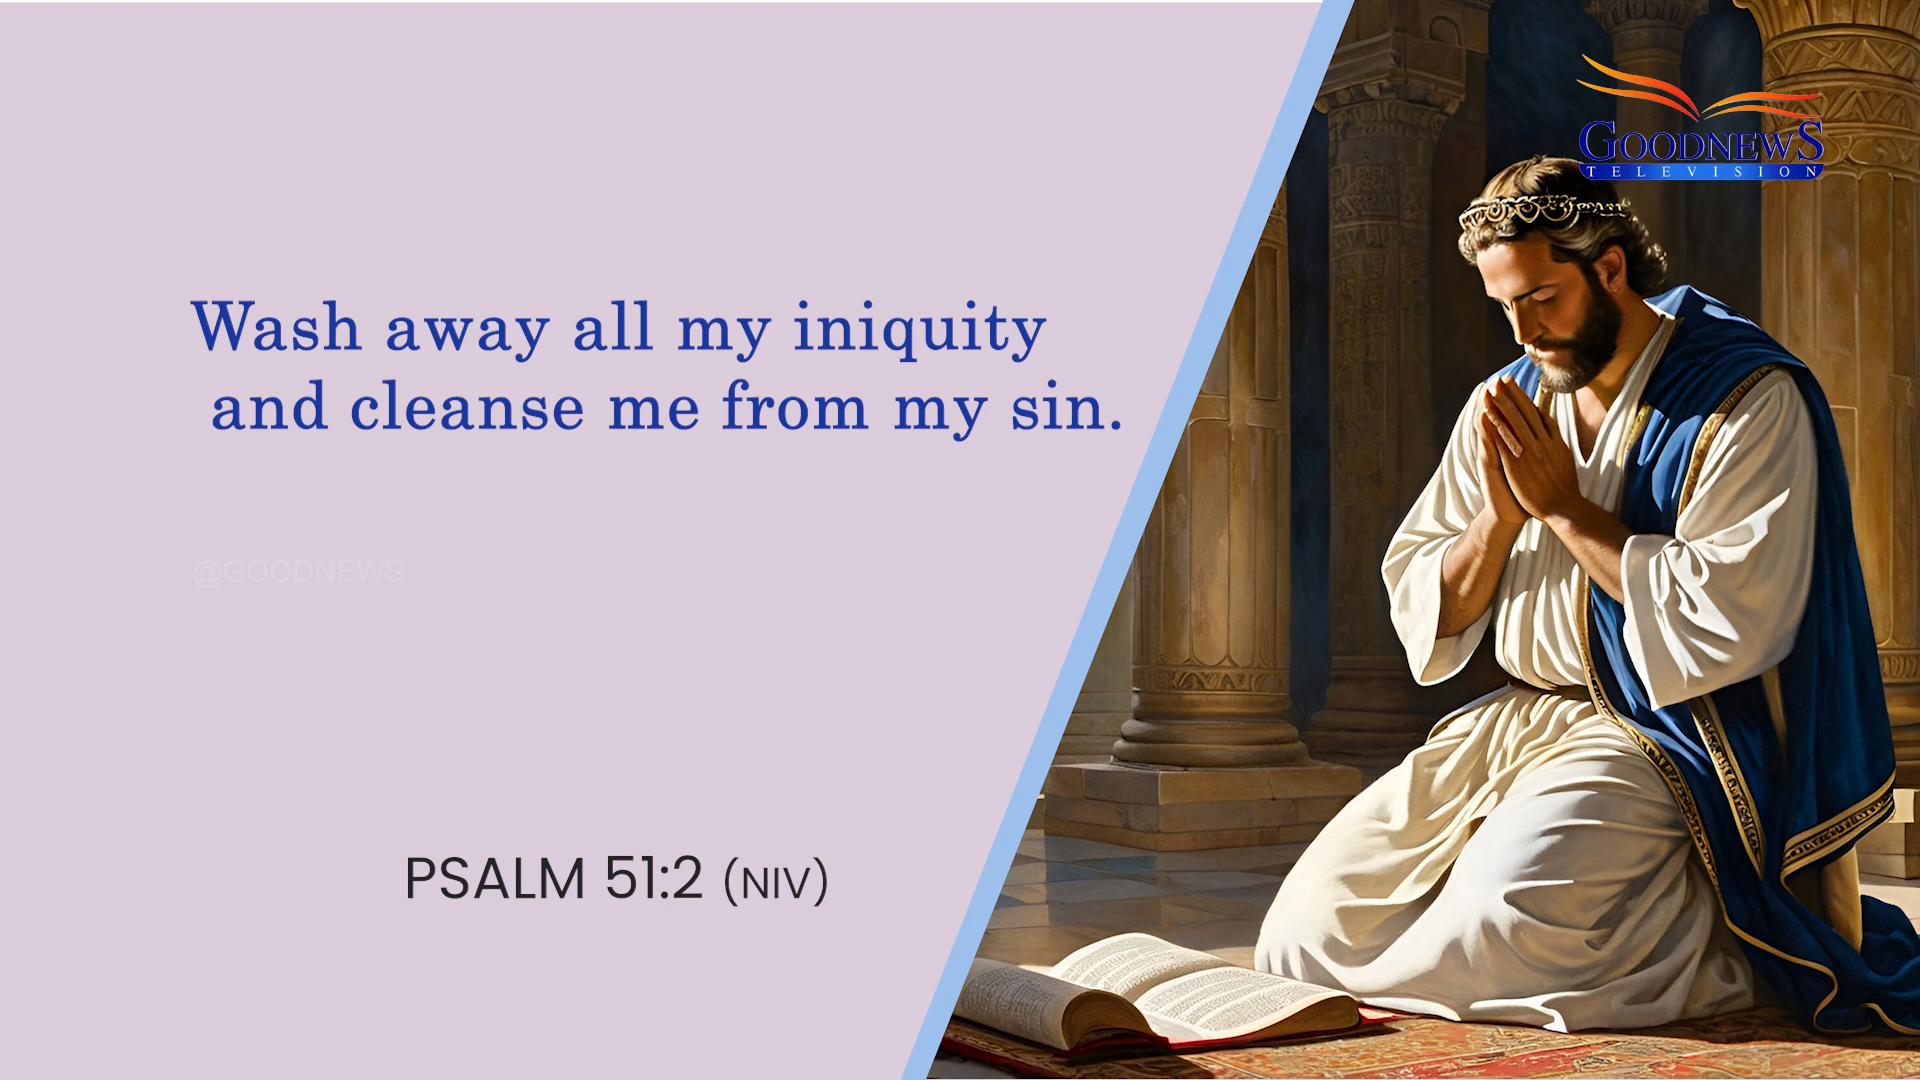 Wash away all my iniquity
and cleanse me from my sin.
@GOODNEWS
PSALM 51:2 (NIV)
GOODNEWS
TELEVISION